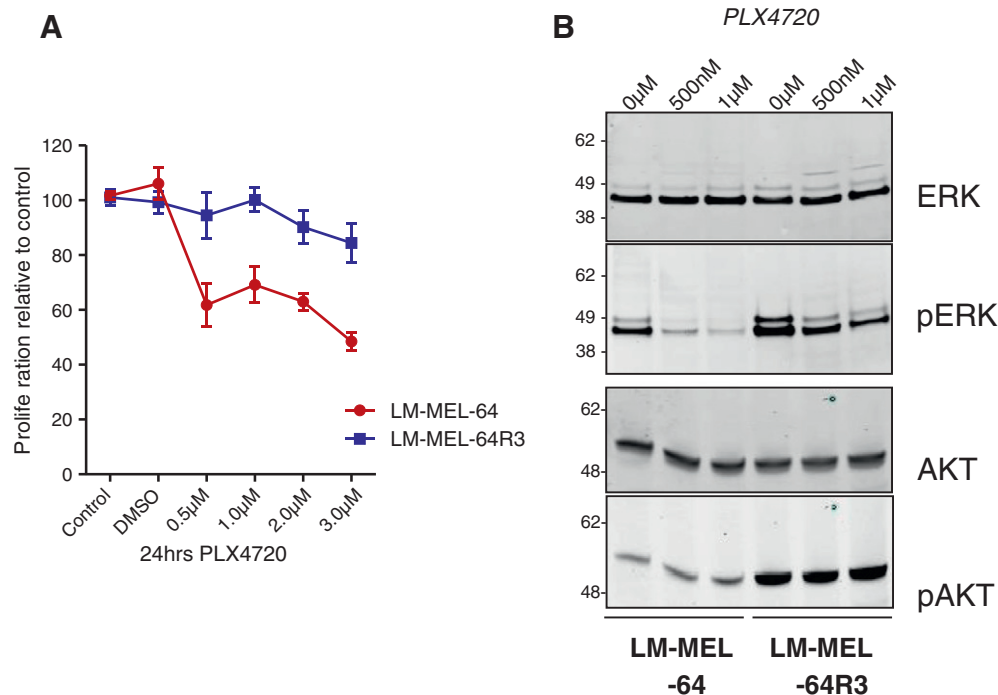 A
Prolife ration relative to control
120
100
80
60
40
20
0
Control
DMSO
0.5μM
1.0μM
2.0μM
3.0μM
24hrs PLX4720
LM-MEL-64
LM-MEL-64R3
B
PLX4720
0μM
500nM
1μM
0μM
500nM
1μM
62
49
38
ERK
62
49
38
pERK
62
48
AKT
62
48
pAKT
LM-MEL
-64
LM-MEL
-64R3